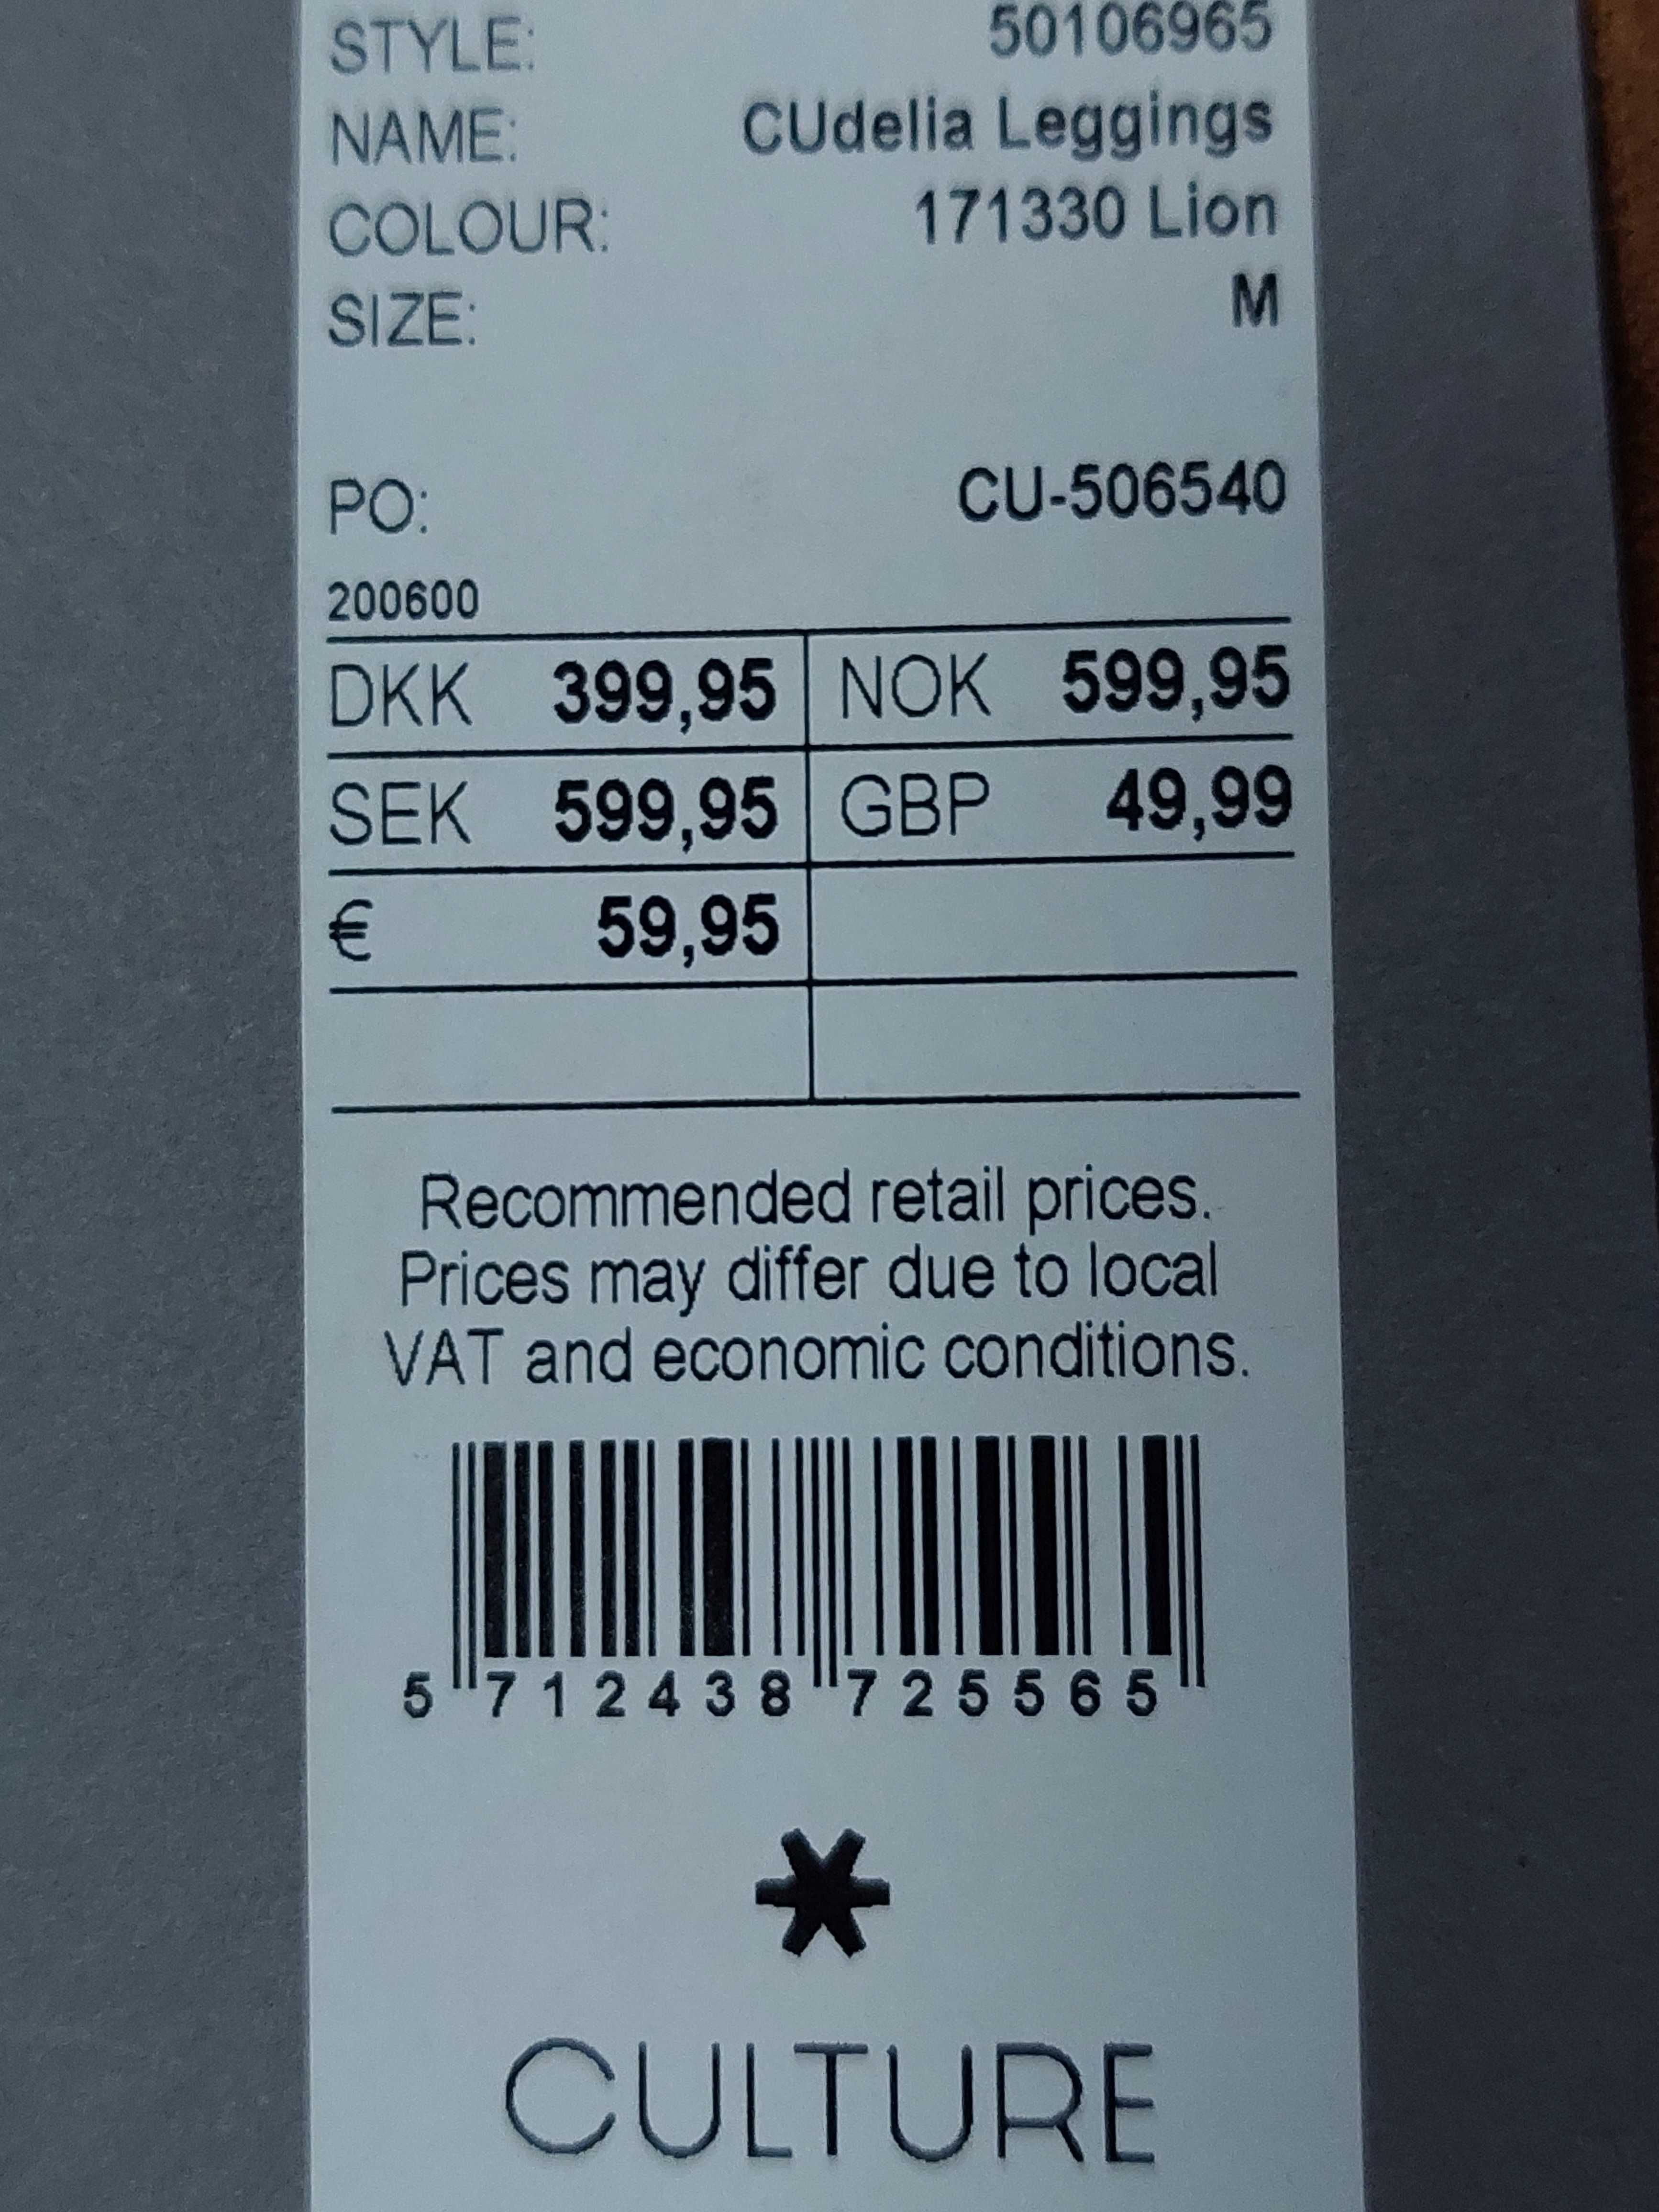 STYLE: 50106965
NAME: CUdelia Leggings
COLOUR: 171330 Lion
SIZE: M
PO: CU-506540
200600
DKK 399,95 NOK 599,95
SEK 599,95 GBP 49,99
€ 59,95
Recommended retail prices.
Prices may differ due to local
VAT and economic conditions.
5 712438 725565
CULTURE